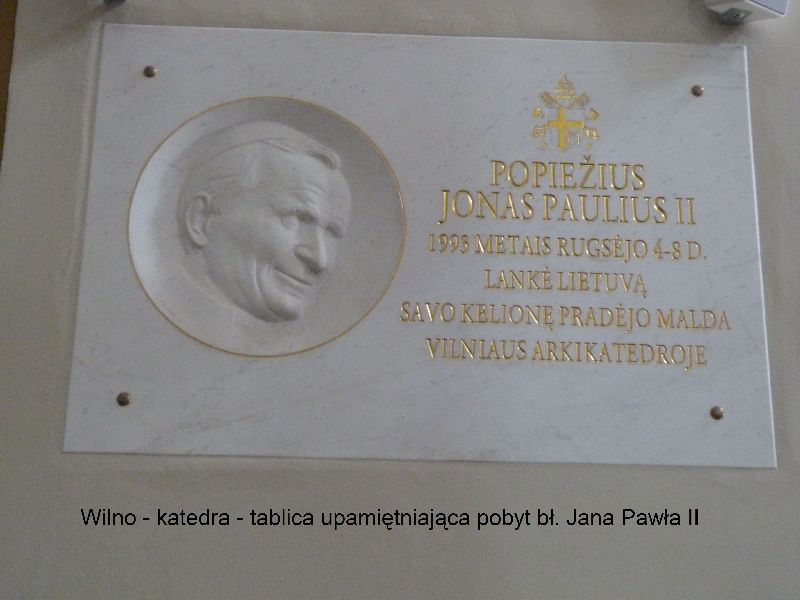 POPIEŽIUS
JONAS PAULIUS II
1993 METAIS RUGSĖJO 4-8 D.
LANKĖ LIETUVĄ
SAVO KELIONĘ PRADĖJO MALDA
VILNIAUS ARKIKATEDROJE
Wilno - katedra - tablica upamiętniająca pobyt bł. Jana Pawła II